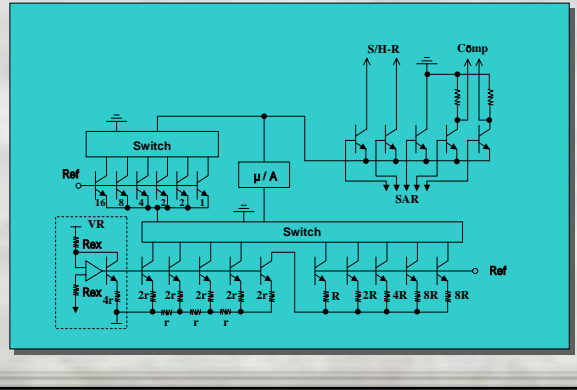 S/H-R Comp
Switch
Ref
16 8 4 2 2 1
μ / A
SAR
VR
Switch
Rex
Ref
Rex
4r 2r 2r 2r 2r 2r R 2R 4R 8R 8R
r r r